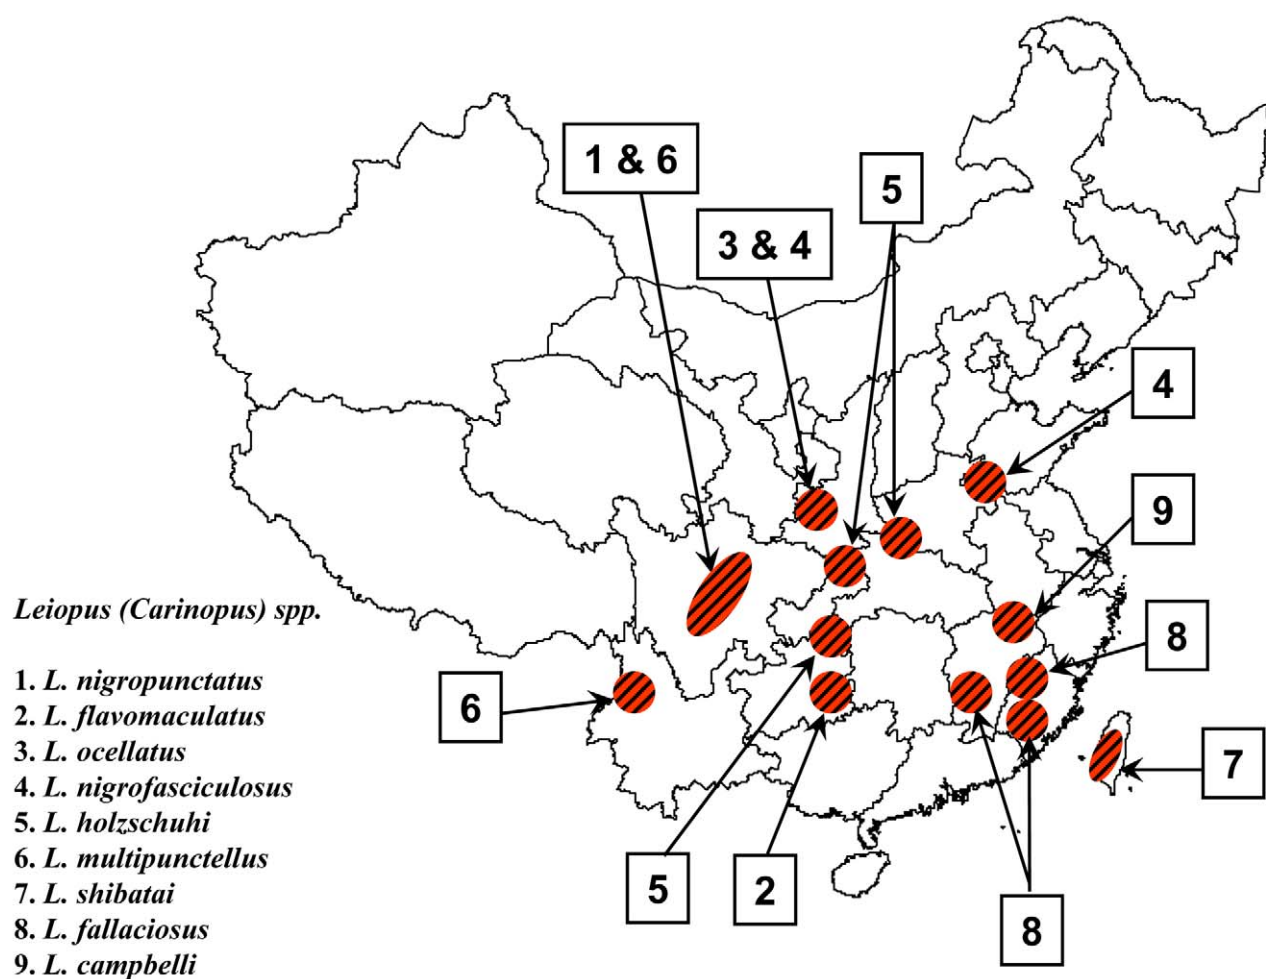 1 & 6
5
3 & 4
4
9
Leiopus (Carinopus) spp.
8
1. L. nigropunctatus
6
2. L. flavomaculatus
3. L. ocellatus
7
4. L. nigrofasciculosus
5. L. holzschuhi
6. L. multipunctellus
5
2
7. L. shibatai
8. L. fallaciosus
8
9. L. campbelli